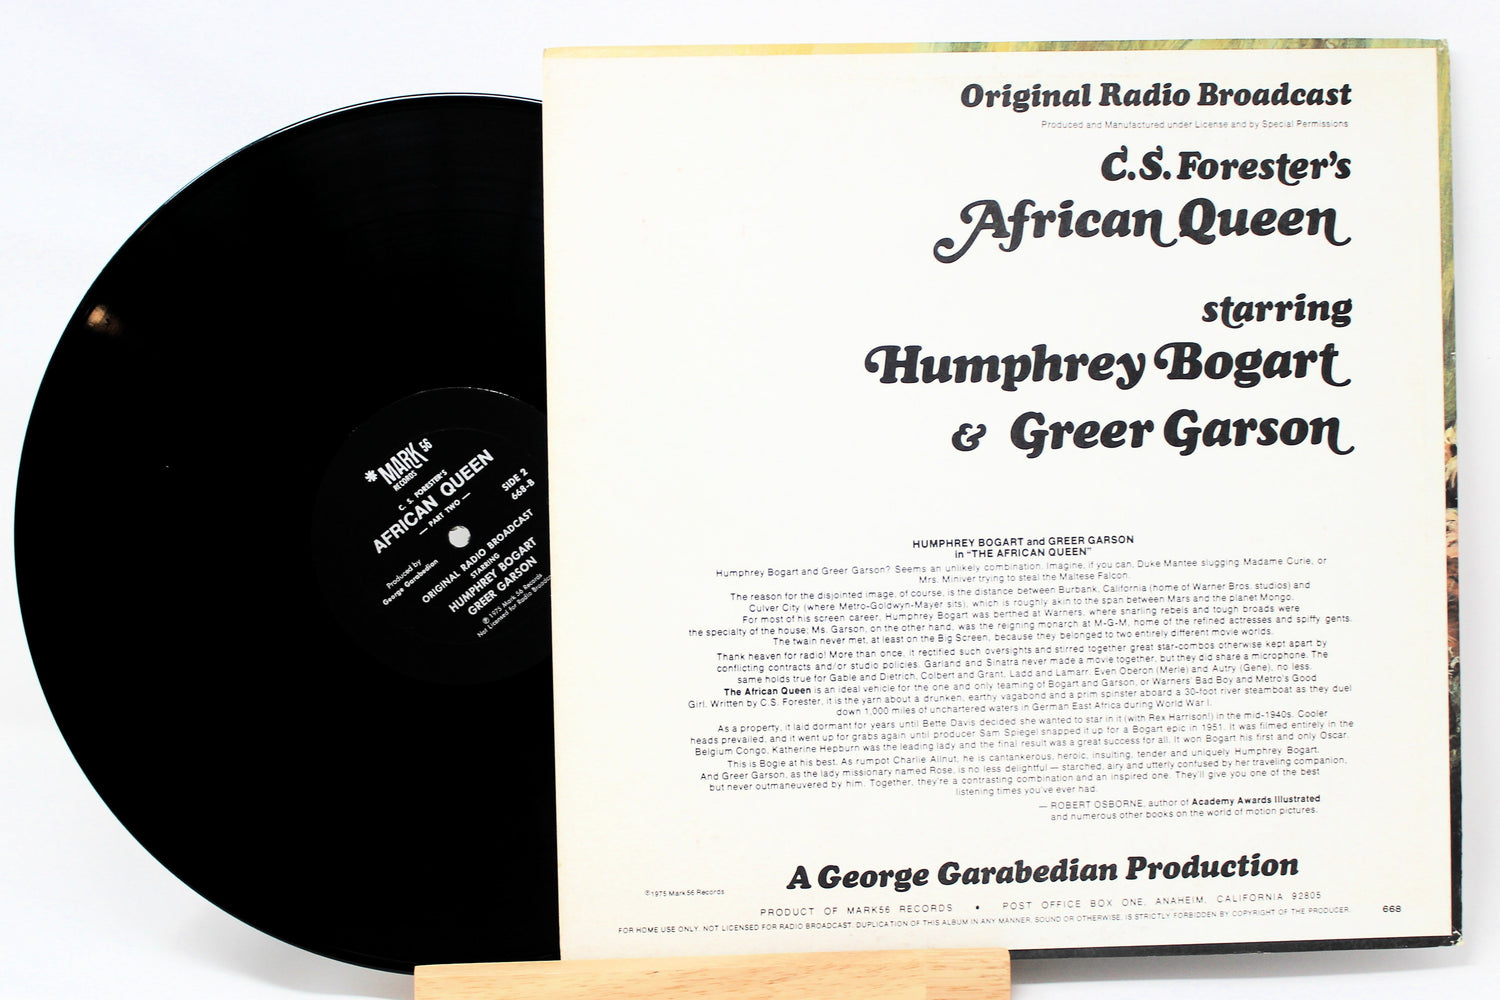 *MARK 56
RECORDS
C. S. FORESTER'S
AFRICAN QUEEN
— PART TWO —
SIDE 2
668-B
Produced by
George Garabedian
ORIGINAL RADIO BROADCAST
STARRING
HUMPHREY BOGART
GREER GARSON
℗ 1975 Mark 56 Records
Not Licensed for Radio Broadcast
Original Radio Broadcast
Produced and Manufactured under License and by Special Permissions
C.S. Forester's
African Queen
starring
Humphrey Bogart
& Greer Garson
HUMPHREY BOGART and GREER GARSON
in "THE AFRICAN QUEEN"
Humphrey Bogart and Greer Garson? Seems an unlikely combination. Imagine, if you can, Duke Mantee slugging Madame Curie, or
Mrs. Miniver trying to steal the Maltese Falcon.
The reason for the disjointed image, of course, is the distance between Burbank, California (home of Warner Bros. studios) and
Culver City (where Metro-Goldwyn-Mayer sits), which is roughly akin to the span between Mars and the planet Mongo.
For most of his screen career, Humphrey Bogart was berthed at Warners, where snarling rebels and tough broads were
the specialty of the house; Ms. Garson, on the other hand, was the reigning monarch at M-G-M, home of the refined actresses and spiffy gents.
The twain never met, at least on the Big Screen, because they belonged to two entirely different movie worlds.
Thank heaven for radio! More than once, it rectified such oversights and stirred together great star-combos otherwise kept apart by
conflicting contracts and/or studio policies. Garland and Sinatra never made a movie together, but they did share a microphone. The
same holds true for Gable and Dietrich, Colbert and Grant, Ladd and Lamarr. Even Oberon (Merle) and Autry (Gene), no less.
The African Queen is an ideal vehicle for the one and only teaming of Bogart and Garson, or Warners' Bad Boy and Metro's Good
Girl. Written by C.S. Forester, it is the yarn about a drunken, earthy vagabond and a prim spinster aboard a 30-foot river steamboat as they duel
down 1,000 miles of unchartered waters in German East Africa during World War I.
As a property, it laid dormant for years until Bette Davis decided she wanted to star in it (with Rex Harrison!) in the mid-1940s. Cooler
heads prevailed, and it went up for grabs again until producer Sam Spiegel snapped it up for a Bogart epic in 1951. It was filmed entirely in the
Belgium Congo, Katherine Hepburn was the leading lady and the final result was a great success for all. It won Bogart his first and only Oscar.
This is Bogie at his best. As rumpot Charlie Allnut, he is cantankerous, heroic, insulting, tender and uniquely Humphrey Bogart.
And Greer Garson, as the lady missionary named Rose, is no less delightful — starched, airy and utterly confused by her traveling companion,
but never outmaneuvered by him. Together, they're a contrasting combination and an inspired one. They'll give you one of the best
listening times you've ever had.
— ROBERT OSBORNE, author of Academy Awards Illustrated
and numerous other books on the world of motion pictures.
A George Garabedian Production
℗1975 Mark56 Records
PRODUCT OF MARK56 RECORDS • POST OFFICE BOX ONE, ANAHEIM, CALIFORNIA 92805
668
FOR HOME USE ONLY. NOT LICENSED FOR RADIO BROADCAST. DUPLICATION OF THIS ALBUM IN ANY MANNER, SOUND OR OTHERWISE, IS STRICTLY FORBIDDEN BY COPYRIGHT OF THE PRODUCER.